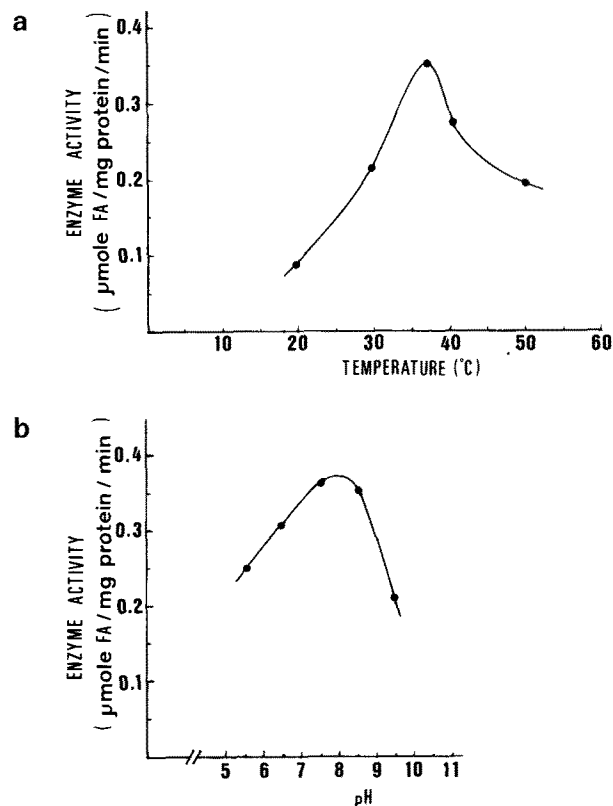 a
0.4
0.3
0.2
0.1
ENZYME ACTIVITY
( μmole FA/mg protein/min)
10
20
30
40
50
60
TEMPERATURE (°C)
b
0.4
0.3
0.2
0.1
ENZYME ACTIVITY
( μmole FA/mg protein / min)
5
6
7
8
9
10
11
pH